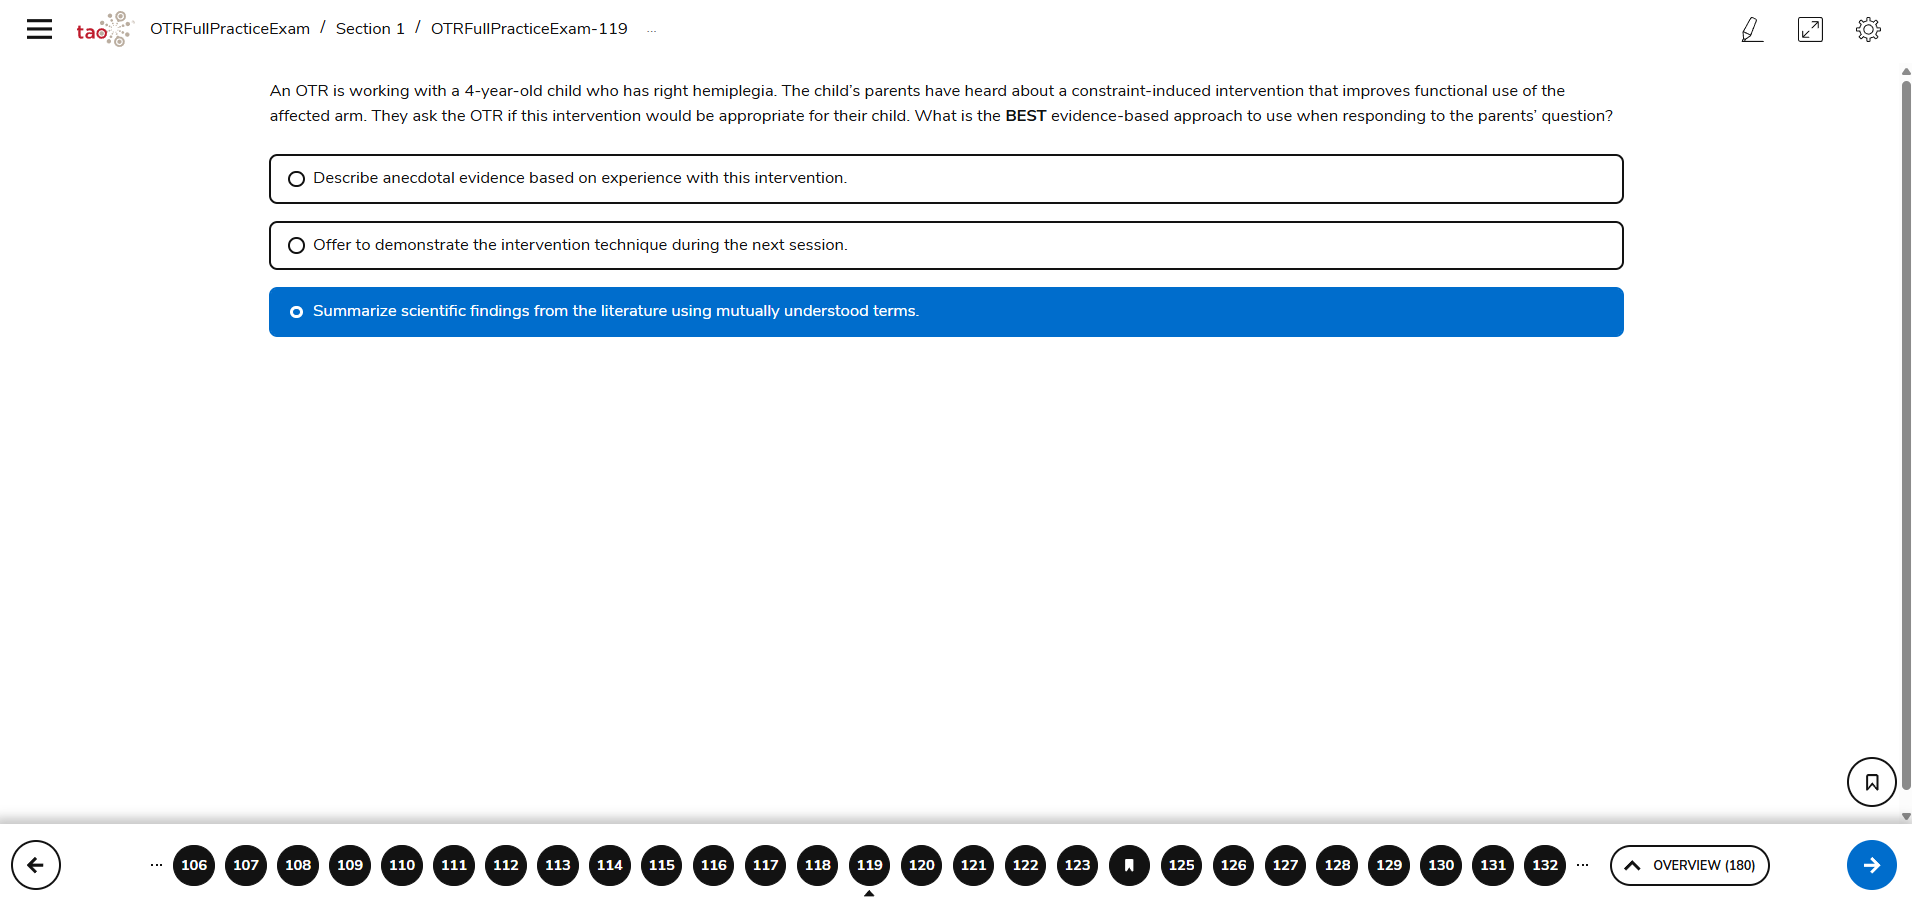 tao
OTRFullPracticeExam / Section 1 / OTRFullPracticeExam-119 ...
An OTR is working with a 4-year-old child who has right hemiplegia. The child’s parents have heard about a constraint-induced intervention that improves functional use of the
affected arm. They ask the OTR if this intervention would be appropriate for their child. What is the BEST evidence-based approach to use when responding to the parents’ question?
Describe anecdotal evidence based on experience with this intervention.
Offer to demonstrate the intervention technique during the next session.
Summarize scientific findings from the literature using mutually understood terms.
... 106 107 108 109 110 111 112 113 114 115 116 117 118 119 120 121 122 123 125 126 127 128 129 130 131 132 ... OVERVIEW (180)